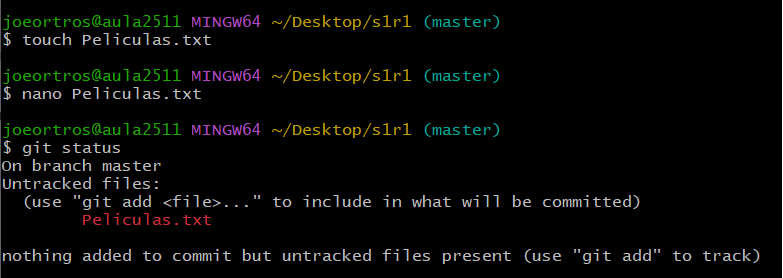 joeortros@aula2511 MINGW64 ~/Desktop/s1r1 (master)
$ touch Peliculas.txt
joeortros@aula2511 MINGW64 ~/Desktop/s1r1 (master)
$ nano Peliculas.txt
joeortros@aula2511 MINGW64 ~/Desktop/s1r1 (master)
$ git status
On branch master
Untracked files:
  (use "git add <file>..." to include in what will be committed)
        Peliculas.txt
nothing added to commit but untracked files present (use "git add" to track)